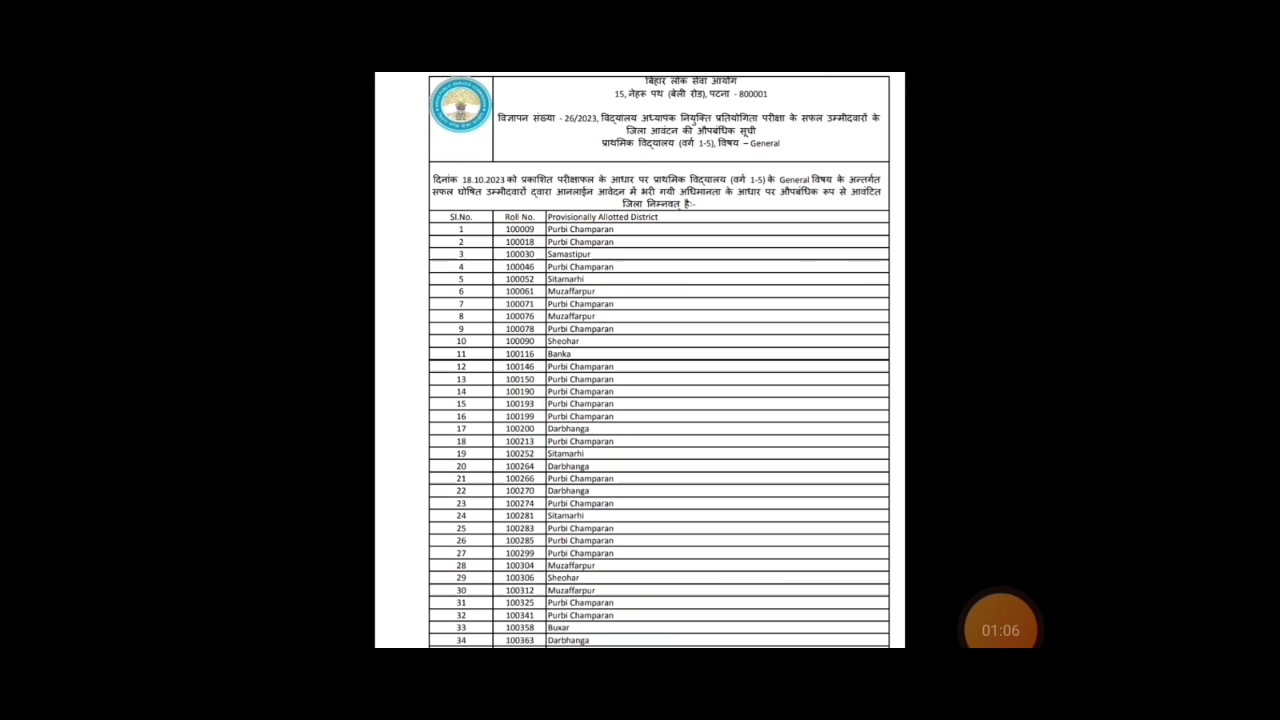 बिहार लोक सेवा आयोग
15, नेहरू पथ (बेली रोड), पटना - 800001
विज्ञापन संख्या - 26/2023, विद्यालय अध्यापक नियुक्ति प्रतियोगिता परीक्षा के सफल उम्मीदवारों के
जिला आवंटन की औपबंधिक सूची
प्राथमिक विद्यालय (वर्ग 1-5), विषय – General
दिनांक 18.10.2023 को प्रकाशित परीक्षाफल के आधार पर प्राथमिक विद्यालय (वर्ग 1-5) के General विषय के अन्तर्गत
सफल घोषित उम्मीदवारों द्वारा आनलाईन आवेदन में भरी गयी अधिमानता के आधार पर औपबंधिक रूप से आवंटित
जिला निम्नवत् है:-
Sl.No. Roll No. Provisionally Allotted District
1 100009 Purbi Champaran
2 100018 Purbi Champaran
3 100030 Samastipur
4 100046 Purbi Champaran
5 100052 Sitamarhi
6 100061 Muzaffarpur
7 100071 Purbi Champaran
8 100076 Muzaffarpur
9 100078 Purbi Champaran
10 100090 Sheohar
11 100116 Banka
12 100146 Purbi Champaran
13 100150 Purbi Champaran
14 100190 Purbi Champaran
15 100193 Purbi Champaran
16 100199 Purbi Champaran
17 100200 Darbhanga
18 100213 Purbi Champaran
19 100252 Sitamarhi
20 100264 Darbhanga
21 100266 Purbi Champaran
22 100270 Darbhanga
23 100274 Purbi Champaran
24 100281 Sitamarhi
25 100283 Purbi Champaran
26 100285 Purbi Champaran
27 100299 Purbi Champaran
28 100304 Muzaffarpur
29 100306 Sheohar
30 100312 Muzaffarpur
31 100325 Purbi Champaran
32 100341 Purbi Champaran
33 100358 Buxar
34 100363 Darbhanga
01:06